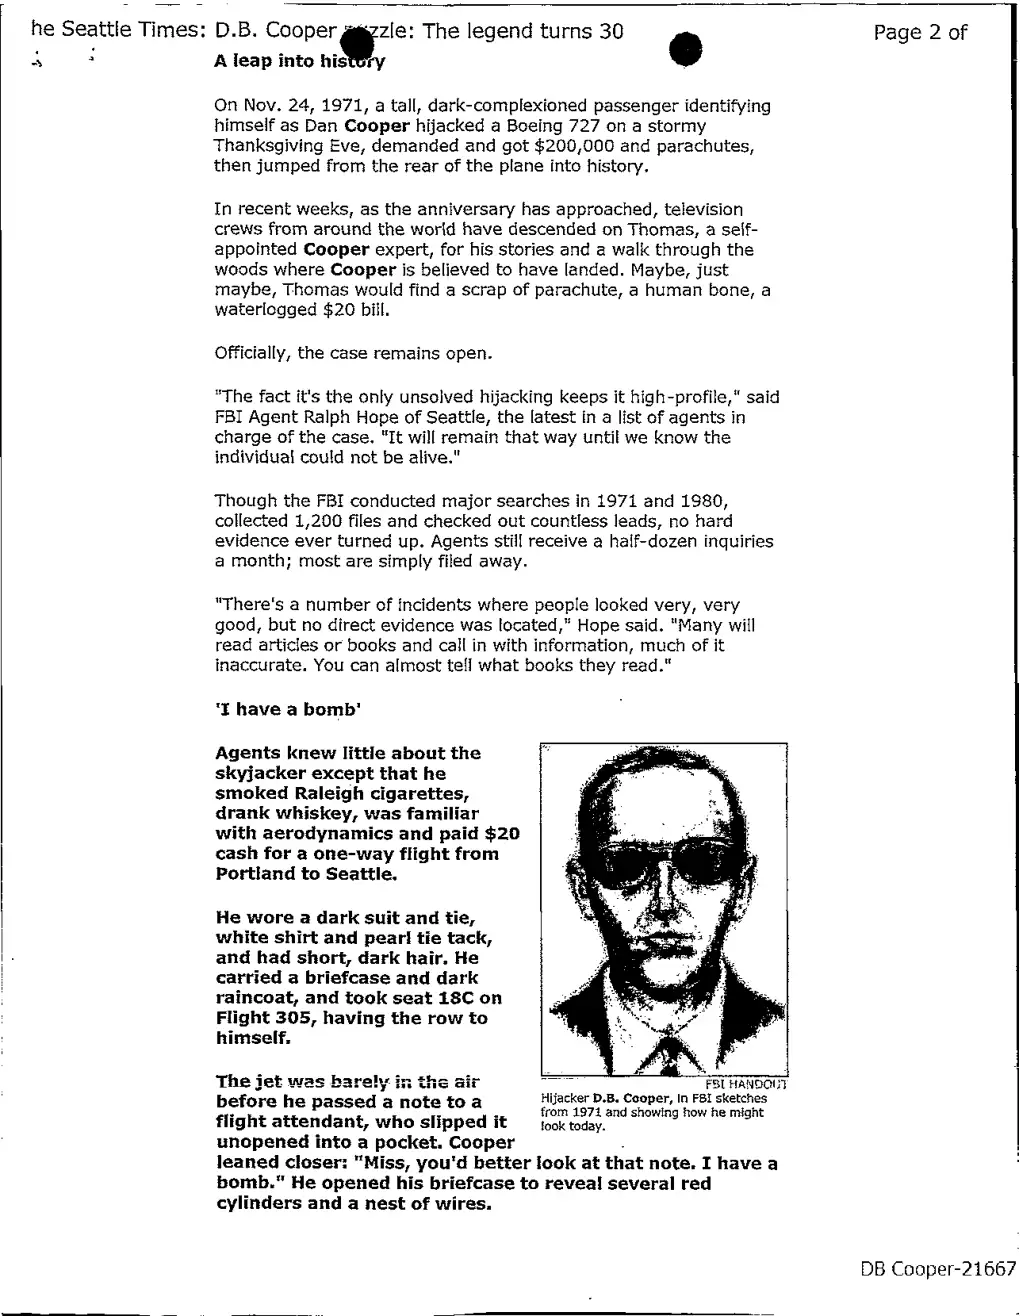 he Seattle Times: D.B. Cooper zzle: The legend turns 30
Page 2 of
A leap into history
On Nov. 24, 1971, a tall, dark-complexioned passenger identifying
himself as Dan Cooper hijacked a Boeing 727 on a stormy
Thanksgiving Eve, demanded and got $200,000 and parachutes,
then jumped from the rear of the plane into history.
In recent weeks, as the anniversary has approached, television
crews from around the world have descended on Thomas, a self-
appointed Cooper expert, for his stories and a walk through the
woods where Cooper is believed to have landed. Maybe, just
maybe, Thomas would find a scrap of parachute, a human bone, a
waterlogged $20 bill.
Officially, the case remains open.
"The fact it's the only unsolved hijacking keeps it high-profile," said
FBI Agent Ralph Hope of Seattle, the latest in a list of agents in
charge of the case. "It will remain that way until we know the
individual could not be alive."
Though the FBI conducted major searches in 1971 and 1980,
collected 1,200 files and checked out countless leads, no hard
evidence ever turned up. Agents still receive a half-dozen inquiries
a month; most are simply filed away.
"There's a number of incidents where people looked very, very
good, but no direct evidence was located," Hope said. "Many will
read articles or books and call in with information, much of it
inaccurate. You can almost tell what books they read."
'I have a bomb'
Agents knew little about the
skyjacker except that he
smoked Raleigh cigarettes,
drank whiskey, was familiar
with aerodynamics and paid $20
cash for a one-way flight from
Portland to Seattle.
He wore a dark suit and tie,
white shirt and pearl tie tack,
and had short, dark hair. He
carried a briefcase and dark
raincoat, and took seat 18C on
Flight 305, having the row to
himself.
The jet was barely in the air
before he passed a note to a
flight attendant, who slipped it
unopened into a pocket. Cooper
leaned closer: "Miss, you'd better look at that note. I have a
bomb." He opened his briefcase to reveal several red
cylinders and a nest of wires.
FBI HANDOUT
Hijacker D.B. Cooper, in FBI sketches
from 1971 and showing how he might
look today.
DB Cooper-21667